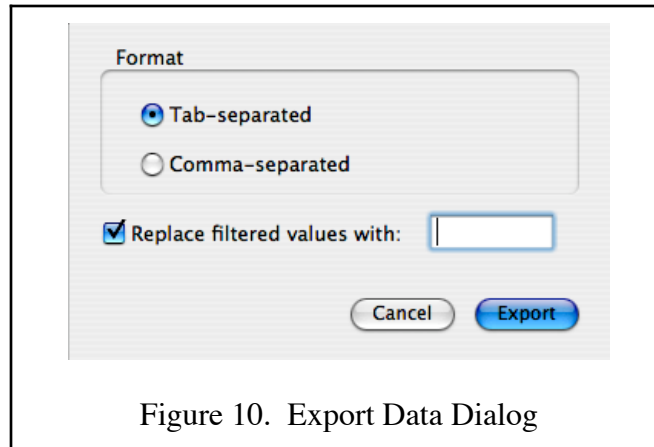 Format
Tab-separated
Comma-separated
Replace filtered values with:
Cancel Export
Figure 10. Export Data Dialog